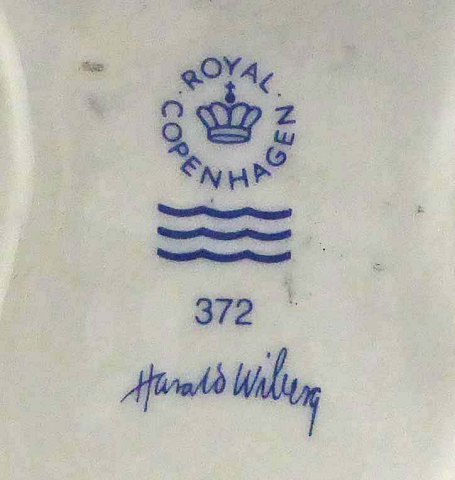 ROYAL
COPENHAGEN
372
Harald Wiberg